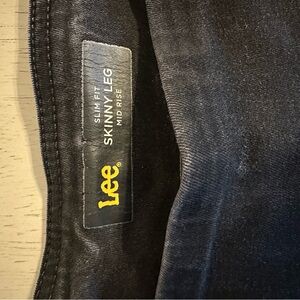 SLIM FIT
SKINNY LEG
MID RISE
Lee®